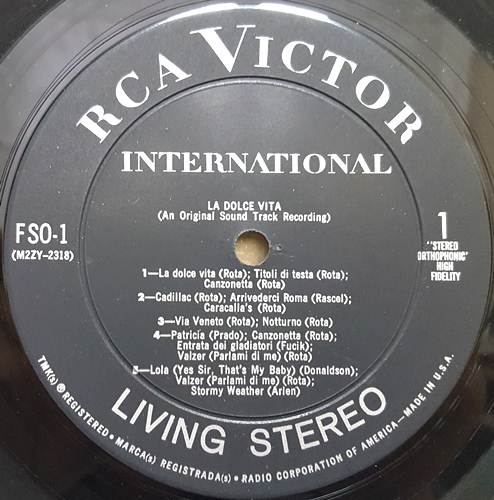 RCA VICTOR
INTERNATIONAL
LA DOLCE VITA
(An Original Sound Track Recording)
FSO-1
(M2ZY-2318)
1
"STEREO
ORTHOPHONIC"
HIGH
FIDELITY
1—La dolce vita (Rota); Titoli di testa (Rota);
Canzonetta (Rota)
2—Cadillac (Rota); Arrivederci Roma (Rascel);
Caracalla's (Rota)
3—Via Veneto (Rota); Notturno (Rota)
4—Patricia (Prado); Canzonetta (Rota);
Entrata dei gladiatori (Fucik);
Valzer (Parlami di me) (Rota)
5—Lola (Yes Sir, That's My Baby) (Donaldson);
Valzer (Parlami di me) (Rota);
Stormy Weather (Arlen)
LIVING STEREO
TMK(s) ® REGISTERED • MARCA(s) REGISTRADA(s) • RADIO CORPORATION OF AMERICA—MADE IN U.S.A.